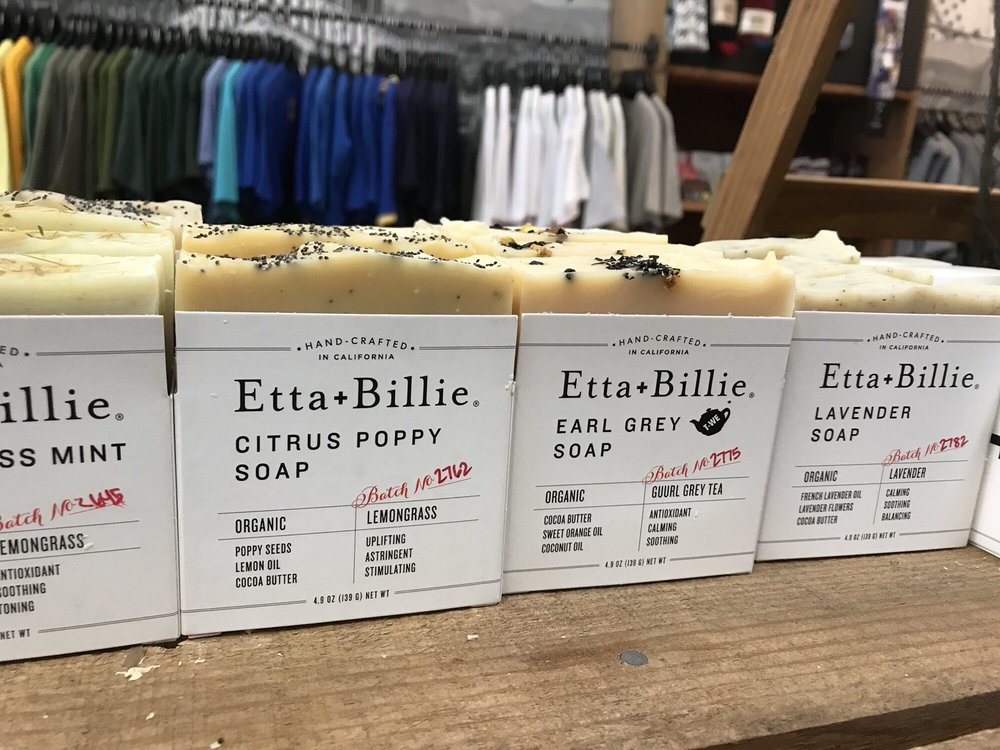 ED
illie®
SS MINT
Batch No 2645
EMONGRASS
NTIOXIDANT
SOOTHING
TONING
NET WT
HAND-CRAFTED
IN CALIFORNIA
Etta+Billie®
CITRUS POPPY
SOAP
Batch No 2762
ORGANIC
LEMONGRASS
POPPY SEEDS
LEMON OIL
COCOA BUTTER
UPLIFTING
ASTRINGENT
STIMULATING
4.9 OZ (139 G) NET WT
HAND-CRAFTED
IN CALIFORNIA
Etta+Billie®
EARL GREY
T-WE
SOAP
Batch No 2775
ORGANIC
GUURL GREY TEA
COCOA BUTTER
SWEET ORANGE OIL
COCONUT OIL
ANTIOXIDANT
CALMING
SOOTHING
4.9 OZ (139 G) NET WT
HAND-CRAFTED
IN CALIFORNIA
Etta+Billie®
LAVENDER
SOAP
Batch No 2782
ORGANIC
LAVENDER
FRENCH LAVENDER OIL
LAVENDER FLOWERS
COCOA BUTTER
CALMING
SOOTHING
BALANCING
4.9 OZ (139 G) NET WT